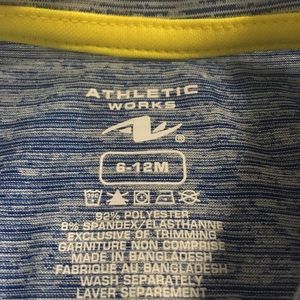 ATHLETIC
WORKS
®
6-12M
92% POLYESTER
8% SPANDEX/ELASTHANNE
EXCLUSIVE OF TRIMMING
GARNITURE NON COMPRISE
MADE IN BANGLADESH
FABRIQUE AU BANGLADESH
WASH SEPARATELY
LAVER SEPAREMENT